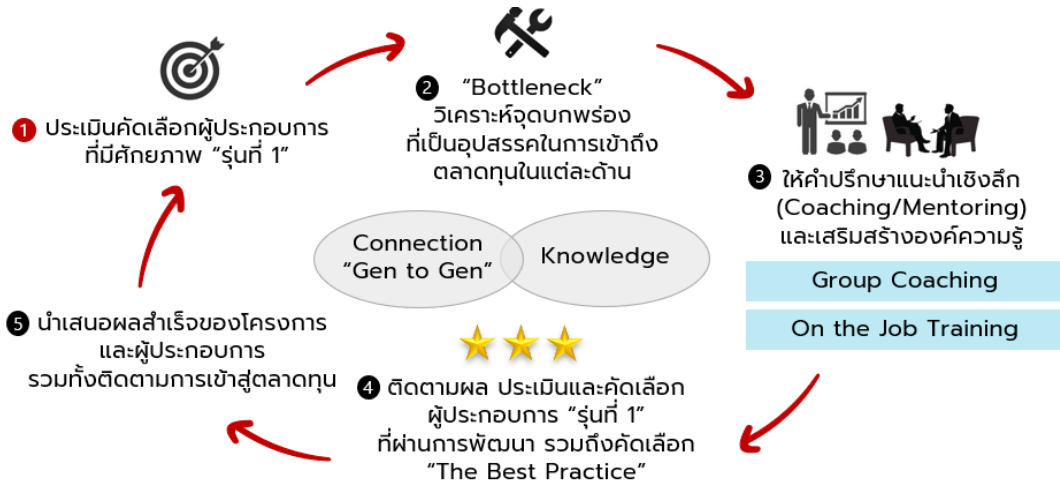 1 ประเมินคัดเลือกผู้ประกอบการ
ที่มีศักยภาพ “รุ่นที่ 1”
2 “Bottleneck”
วิเคราะห์จุดบกพร่อง
ที่เป็นอุปสรรคในการเข้าถึง
ตลาดทุนในแต่ละด้าน
3 ให้คำปรึกษาแนะนำเชิงลึก
(Coaching/Mentoring)
และเสริมสร้างองค์ความรู้
Group Coaching
On the Job Training
4 ติดตามผล ประเมินและคัดเลือก
ผู้ประกอบการ “รุ่นที่ 1”
ที่ผ่านการพัฒนา รวมถึงคัดเลือก
“The Best Practice”
5 นำเสนอผลสำเร็จของโครงการ
และผู้ประกอบการ
รวมทั้งติดตามการเข้าสู่ตลาดทุน
Connection
“Gen to Gen”
Knowledge